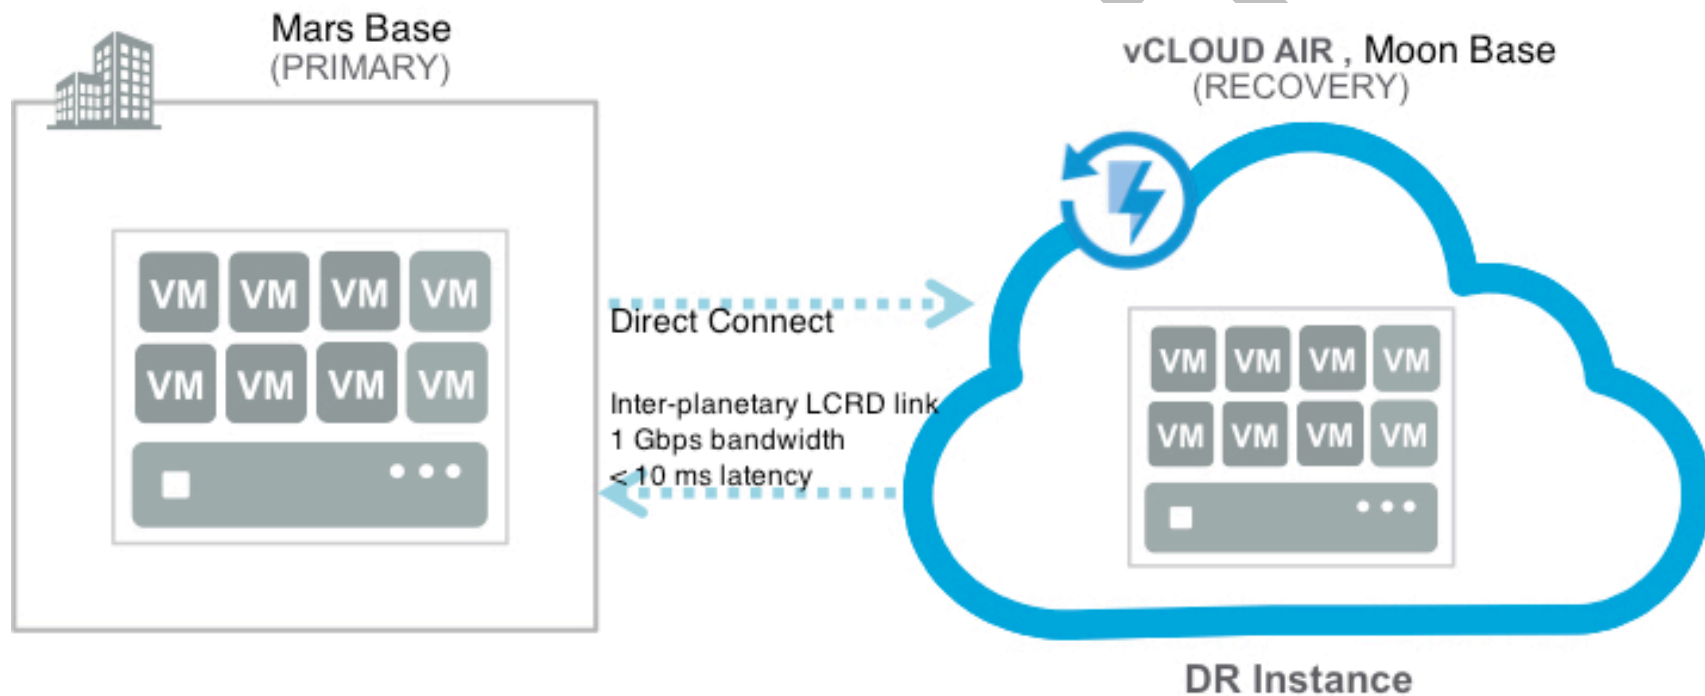 Mars Base
(PRIMARY)
vCLOUD AIR , Moon Base
(RECOVERY)
VM VM VM VM
VM VM VM VM
Direct Connect
Inter-planetary LCRD link
1 Gbps bandwidth
< 10 ms latency
VM VM VM VM
VM VM VM VM
DR Instance